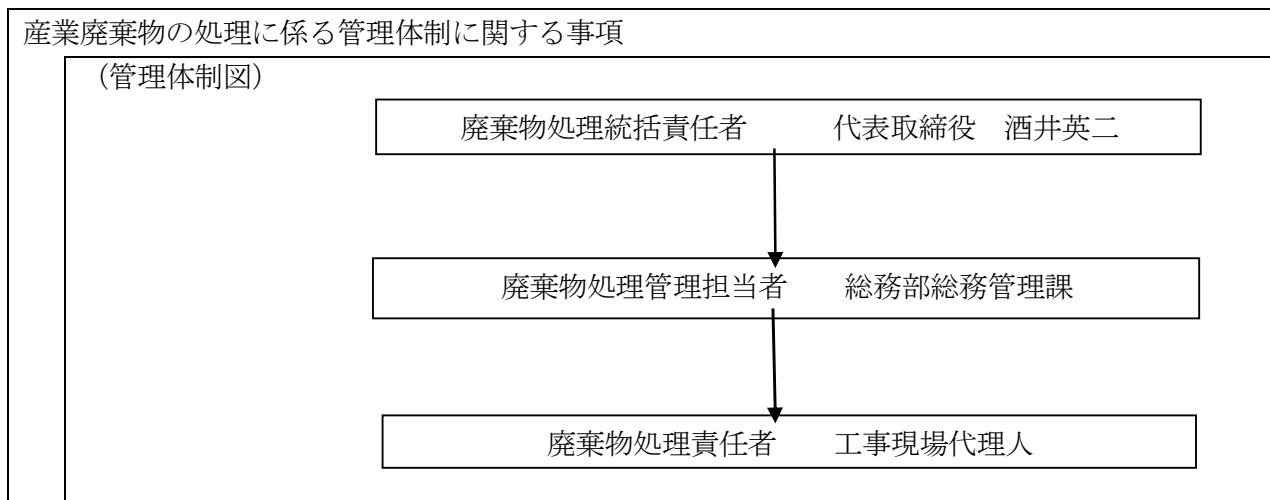 産業廃棄物の処理に係る管理体制に関する事項
（管理体制図）
廃棄物処理統括責任者　　　代表取締役　酒井英二
廃棄物処理管理担当者　　総務部総務管理課
廃棄物処理責任者　　工事現場代理人